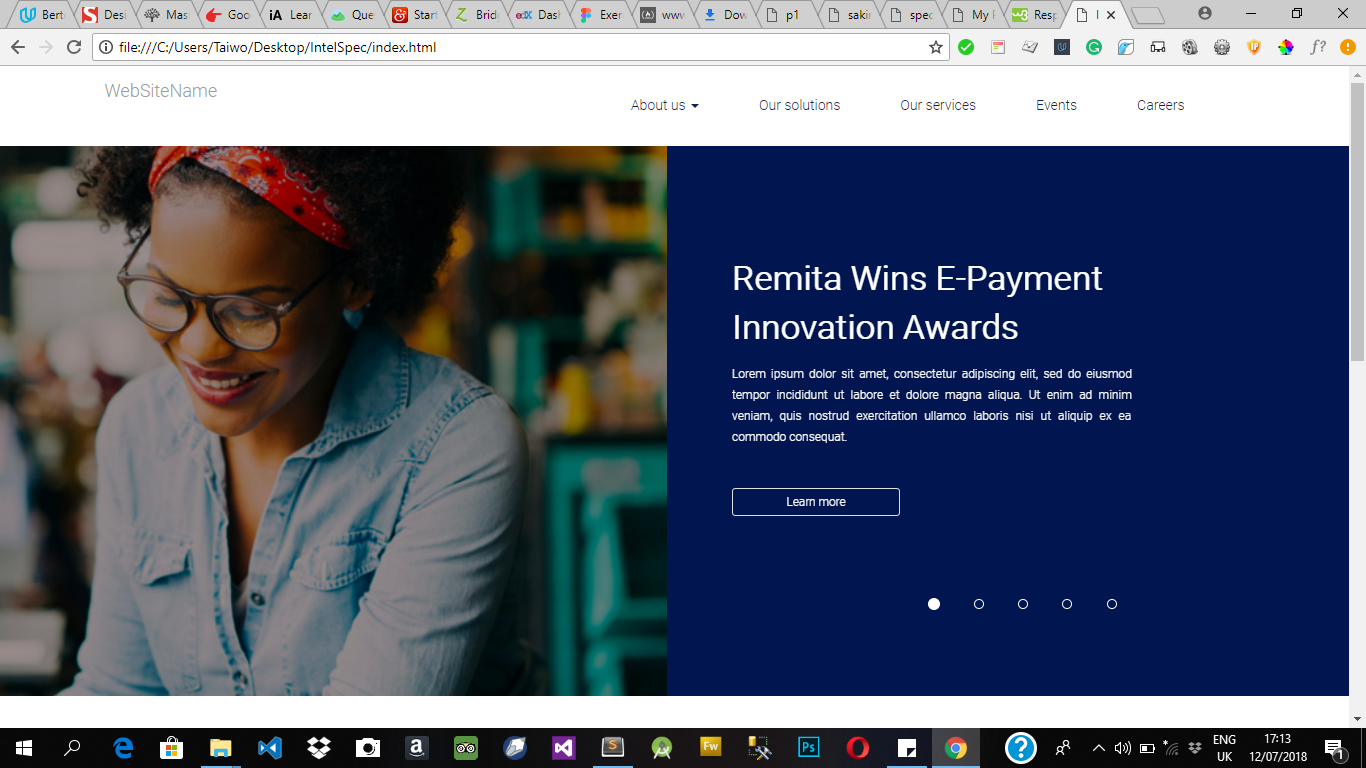 Bert
Desi
Mas
Goo
Lear
Que
Start
Brid
edX Das
Exer
www
Dow
p1
saki
spec
My
Resp
file:///C:/Users/Taiwo/Desktop/IntelSpec/index.html
WebSiteName
About us
Our solutions
Our services
Events
Careers
Remita Wins E-Payment
Innovation Awards
Lorem ipsum dolor sit amet, consectetur adipiscing elit, sed do eiusmod
tempor incididunt ut labore et dolore magna aliqua. Ut enim ad minim
veniam, quis nostrud exercitation ullamco laboris nisi ut aliquip ex ea
commodo consequat.
Learn more
ENG
UK
17:13
12/07/2018
1